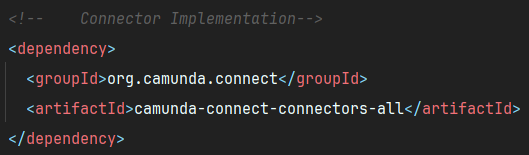 <!--    Connector Implementation-->
<dependency>
  <groupId>org.camunda.connect</groupId>
  <artifactId>camunda-connect-connectors-all</artifactId>
</dependency>